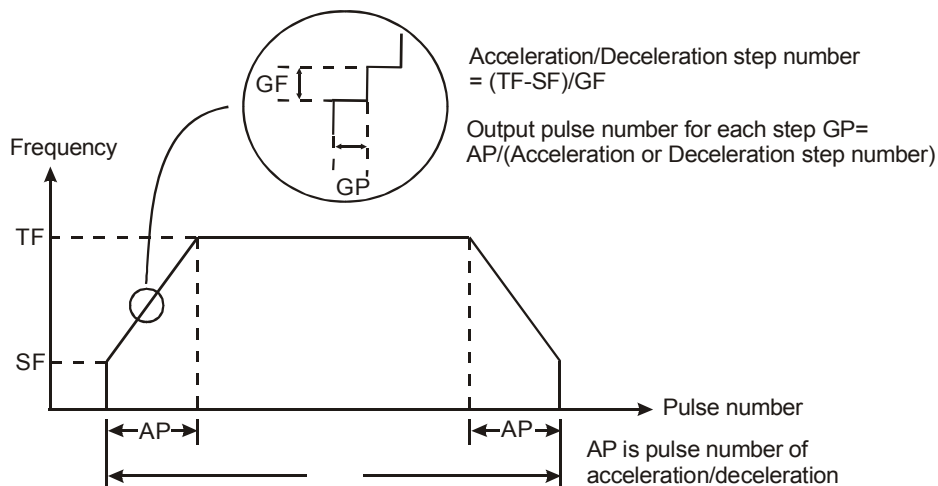 Acceleration/Deceleration step number
= (TF-SF)/GF
GF
Output pulse number for each step GP=
AP/(Acceleration or Deceleration step number)
Frequency
GP
TF
SF
Pulse number
AP
AP
AP is pulse number of
acceleration/deceleration